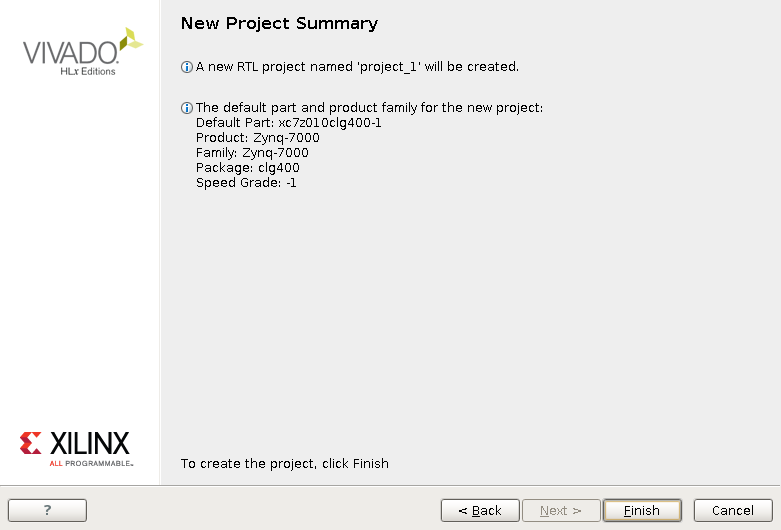 New Project Summary
VIVADO.
HLx Editions
A new RTL project named 'project_1' will be created.
The default part and product family for the new project:
Default Part: xc7z010clg400-1
Product: Zynq-7000
Family: Zynq-7000
Package: clg400
Speed Grade: -1
XILINX
ALL PROGRAMMABLE™
To create the project, click Finish
? < Back Next > Finish Cancel